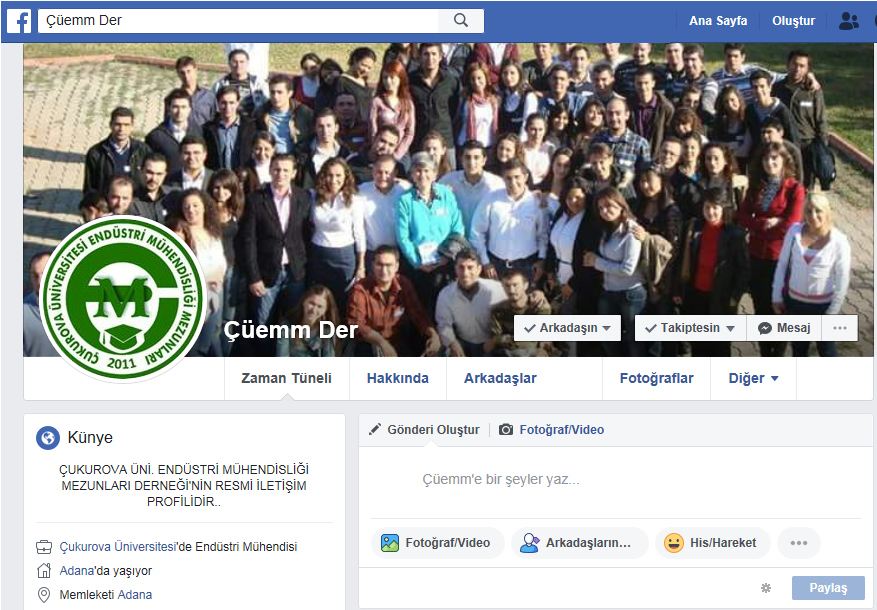 Çüemm Der
Ana Sayfa
Oluştur
ÇUKUROVA ÜNİVERSİTESİ ENDÜSTRİ MÜHENDİSLİĞİ MEZUNLARI
2011
Çüemm Der
Arkadaşın
Takiptesin
Mesaj
Zaman Tüneli
Hakkında
Arkadaşlar
Fotoğraflar
Diğer
Künye
ÇUKUROVA ÜNİ. ENDÜSTRİ MÜHENDİSLİĞİ
MEZUNLARI DERNEĞİ'NİN RESMİ İLETİŞİM
PROFİLİDİR..
Çukurova Üniversitesi'de Endüstri Mühendisi
Adana'da yaşıyor
Memleketi Adana
Gönderi Oluştur
Fotoğraf/Video
Çüemm'e bir şeyler yaz...
Fotoğraf/Video
Arkadaşların...
His/Hareket
Paylaş